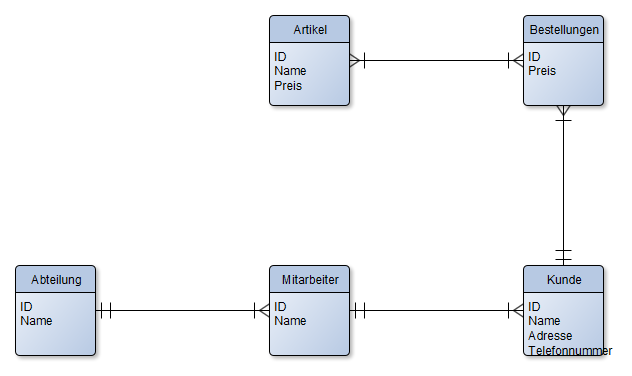 Artikel
ID
Name
Preis
Bestellungen
ID
Preis
Abteilung
ID
Name
Mitarbeiter
ID
Name
Kunde
ID
Name
Adresse
Telefonnummer